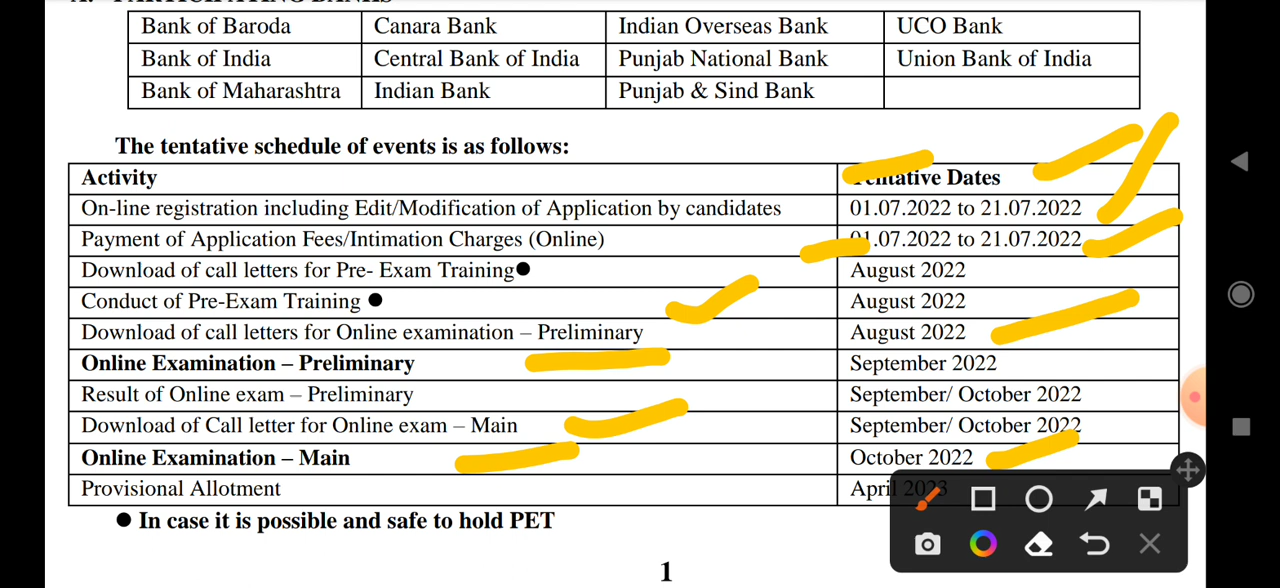 Bank of Baroda Canara Bank Indian Overseas Bank UCO Bank
Bank of India Central Bank of India Punjab National Bank Union Bank of India
Bank of Maharashtra Indian Bank Punjab & Sind Bank
The tentative schedule of events is as follows:
Activity Tentative Dates
On-line registration including Edit/Modification of Application by candidates 01.07.2022 to 21.07.2022
Payment of Application Fees/Intimation Charges (Online) 01.07.2022 to 21.07.2022
Download of call letters for Pre- Exam Training● August 2022
Conduct of Pre-Exam Training ● August 2022
Download of call letters for Online examination – Preliminary August 2022
Online Examination – Preliminary September 2022
Result of Online exam – Preliminary September/ October 2022
Download of Call letter for Online exam – Main September/ October 2022
Online Examination – Main October 2022
Provisional Allotment April 2023
● In case it is possible and safe to hold PET
1